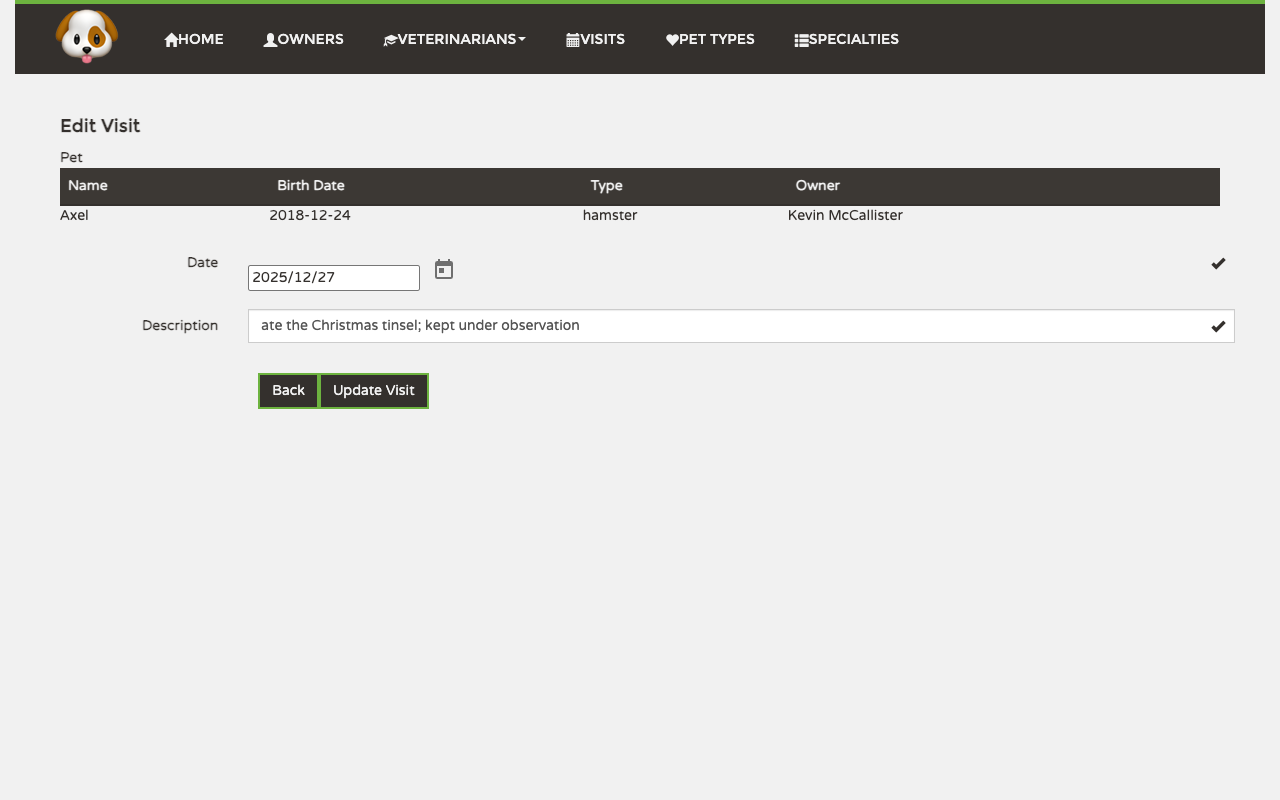 HOME OWNERS VETERINARIANS VISITS PET TYPES SPECIALTIES
Edit Visit
Pet
Name Birth Date Type Owner
Axel 2018-12-24 hamster Kevin McCallister
Date 2025/12/27
Description ate the Christmas tinsel; kept under observation
Back Update Visit